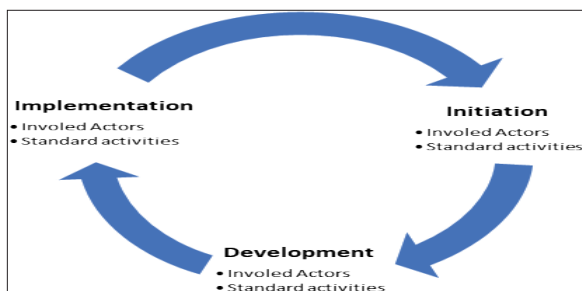 Implementation
• Involed Actors
• Standard activities
Initiation
• Involed Actors
• Standard activities
Development
• Involed Actors
• Standard activities